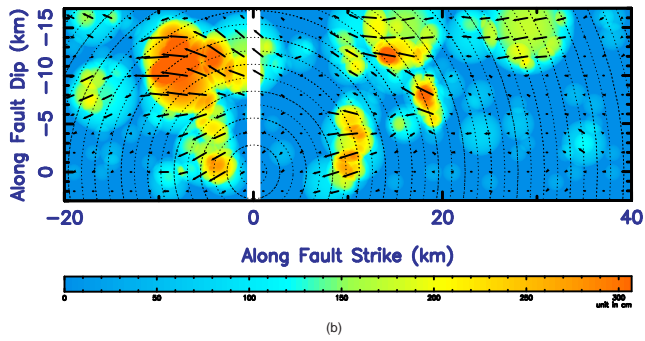 Along Fault Dip (km)
−15
−10
−5
0
−20 0 20 40
Along Fault Strike (km)
0 50 100 150 200 250 300
unit in cm
(b)